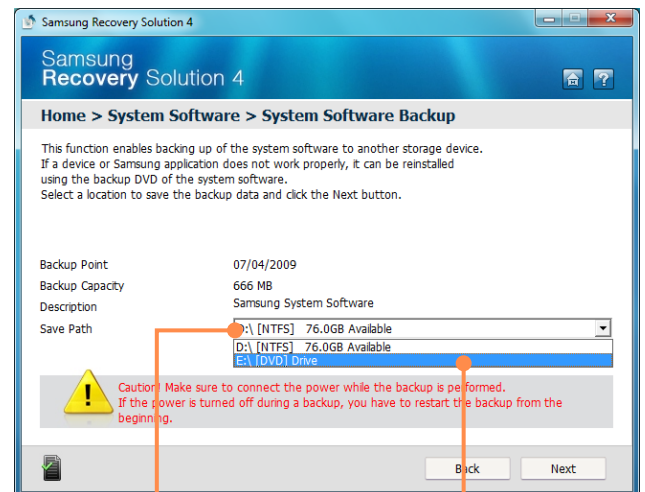 Samsung Recovery Solution 4
Samsung
Recovery Solution 4
?
Home > System Software > System Software Backup
This function enables backing up of the system software to another storage device.
If a device or Samsung application does not work properly, it can be reinstalled
using the backup DVD of the system software.
Select a location to save the backup data and click the Next button.
Backup Point 07/04/2009
Backup Capacity 666 MB
Description Samsung System Software
Save Path D:\ [NTFS] 76.0GB Available
D:\ [NTFS] 76.0GB Available
E:\ [DVD] Drive
Caution! Make sure to connect the power while the backup is performed.
If the power is turned off during a backup, you have to restart the backup from the
beginning.
Back Next